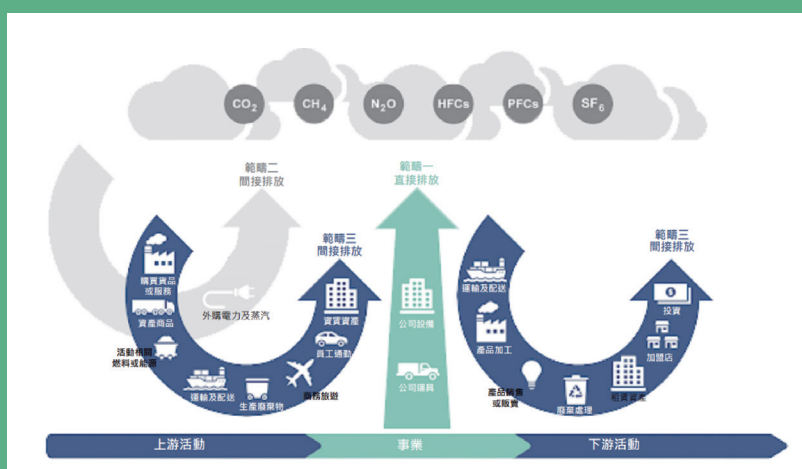 CO2
CH4
N2O
HFCs
PFCs
SF6
範疇二
間接排放
範疇一
直接排放
範疇三
間接排放
範疇三
間接排放
購買貨品
或服務
資產商品
活動相關
燃料或能源
運輸及配送
生產廢棄物
商務旅遊
員工通勤
資賃資產
外購電力及蒸汽
公司設備
公司運具
運輸及配送
產品加工
產品銷售
或販賣
廢棄處理
租賃資產
加盟店
投資
上游活動
事業
下游活動